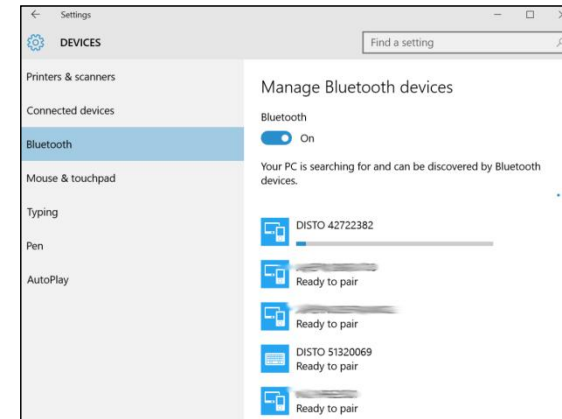 Settings
DEVICES
Find a setting
Printers & scanners
Connected devices
Bluetooth
Mouse & touchpad
Typing
Pen
AutoPlay
Manage Bluetooth devices
Bluetooth
On
Your PC is searching for and can be discovered by Bluetooth
devices.
DISTO 42722382
Ready to pair
Ready to pair
DISTO 51320069
Ready to pair
Ready to pair